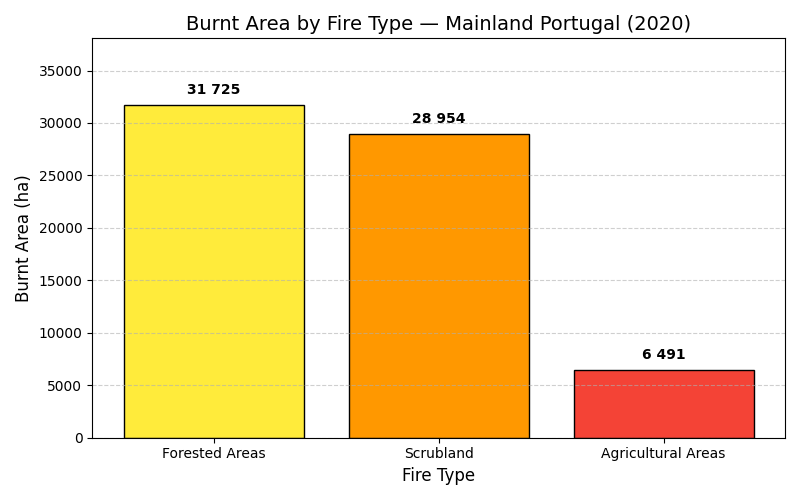 Burnt Area by Fire Type — Mainland Portugal (2020)
Burnt Area (ha)
35000
30000
25000
20000
15000
10000
5000
0
31 725
28 954
6 491
Forested Areas
Scrubland
Agricultural Areas
Fire Type